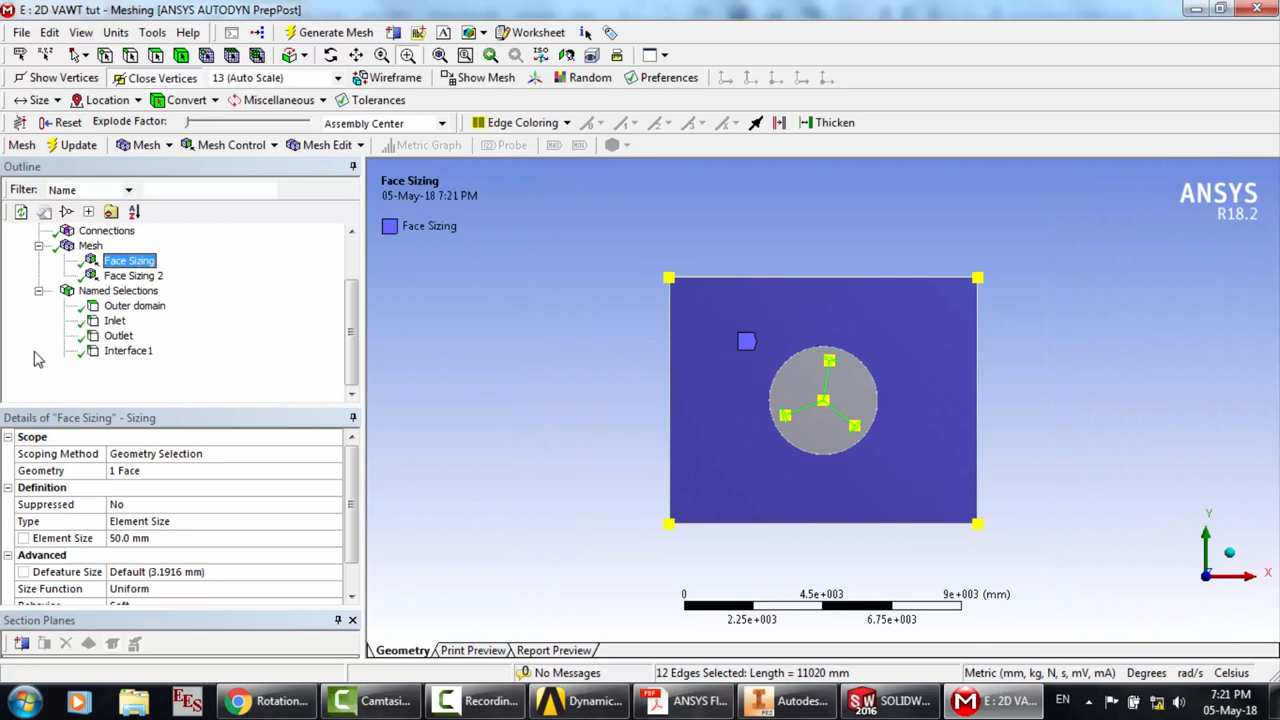 E : 2D VAWT tut - Meshing [ANSYS AUTODYN PrepPost]
File Edit View Units Tools Help Generate Mesh Worksheet
Show Vertices Close Vertices 13 (Auto Scale) Wireframe Show Mesh Random Preferences
Size Location Convert Miscellaneous Tolerances
Reset Explode Factor: Assembly Center Edge Coloring Thicken
Mesh Update Mesh Mesh Control Mesh Edit Metric Graph Probe
Outline
Filter: Name
Connections
Mesh
Face Sizing
Face Sizing 2
Named Selections
Outer domain
Inlet
Outlet
Interface1
Details of "Face Sizing" - Sizing
Scope
Scoping Method Geometry Selection
Geometry 1 Face
Definition
Suppressed No
Type Element Size
Element Size 50.0 mm
Advanced
Defeature Size Default (3.1916 mm)
Size Function Uniform
Section Planes
Face Sizing
05-May-18 7:21 PM
Face Sizing
ANSYS
R18.2
Y
X
0 4.5e+003 9e+003 (mm)
2.25e+003 6.75e+003
Geometry Print Preview Report Preview
No Messages 12 Edges Selected: Length = 11020 mm Metric (mm, kg, N, s, mV, mA) Degrees rad/s Celsius
Rotation... Camtasi... Recordin... Dynamic... ANSYS Fl... Autodes... SOLIDW... E : 2D VA... EN 7:21 PM
05-May-18